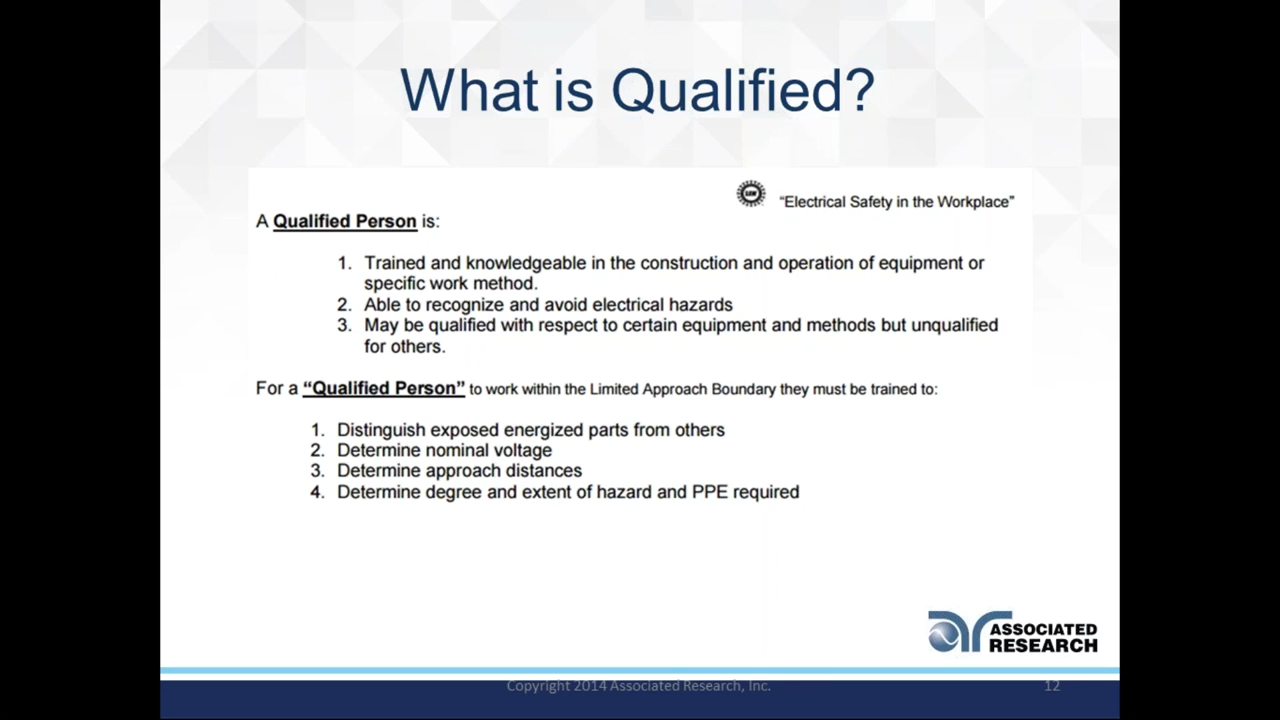 What is Qualified?
“Electrical Safety in the Workplace”
A Qualified Person is:
1. Trained and knowledgeable in the construction and operation of equipment or
specific work method.
2. Able to recognize and avoid electrical hazards
3. May be qualified with respect to certain equipment and methods but unqualified
for others.
For a “Qualified Person” to work within the Limited Approach Boundary they must be trained to:
1. Distinguish exposed energized parts from others
2. Determine nominal voltage
3. Determine approach distances
4. Determine degree and extent of hazard and PPE required
ar ASSOCIATED
RESEARCH
Copyright 2014 Associated Research, Inc.
12